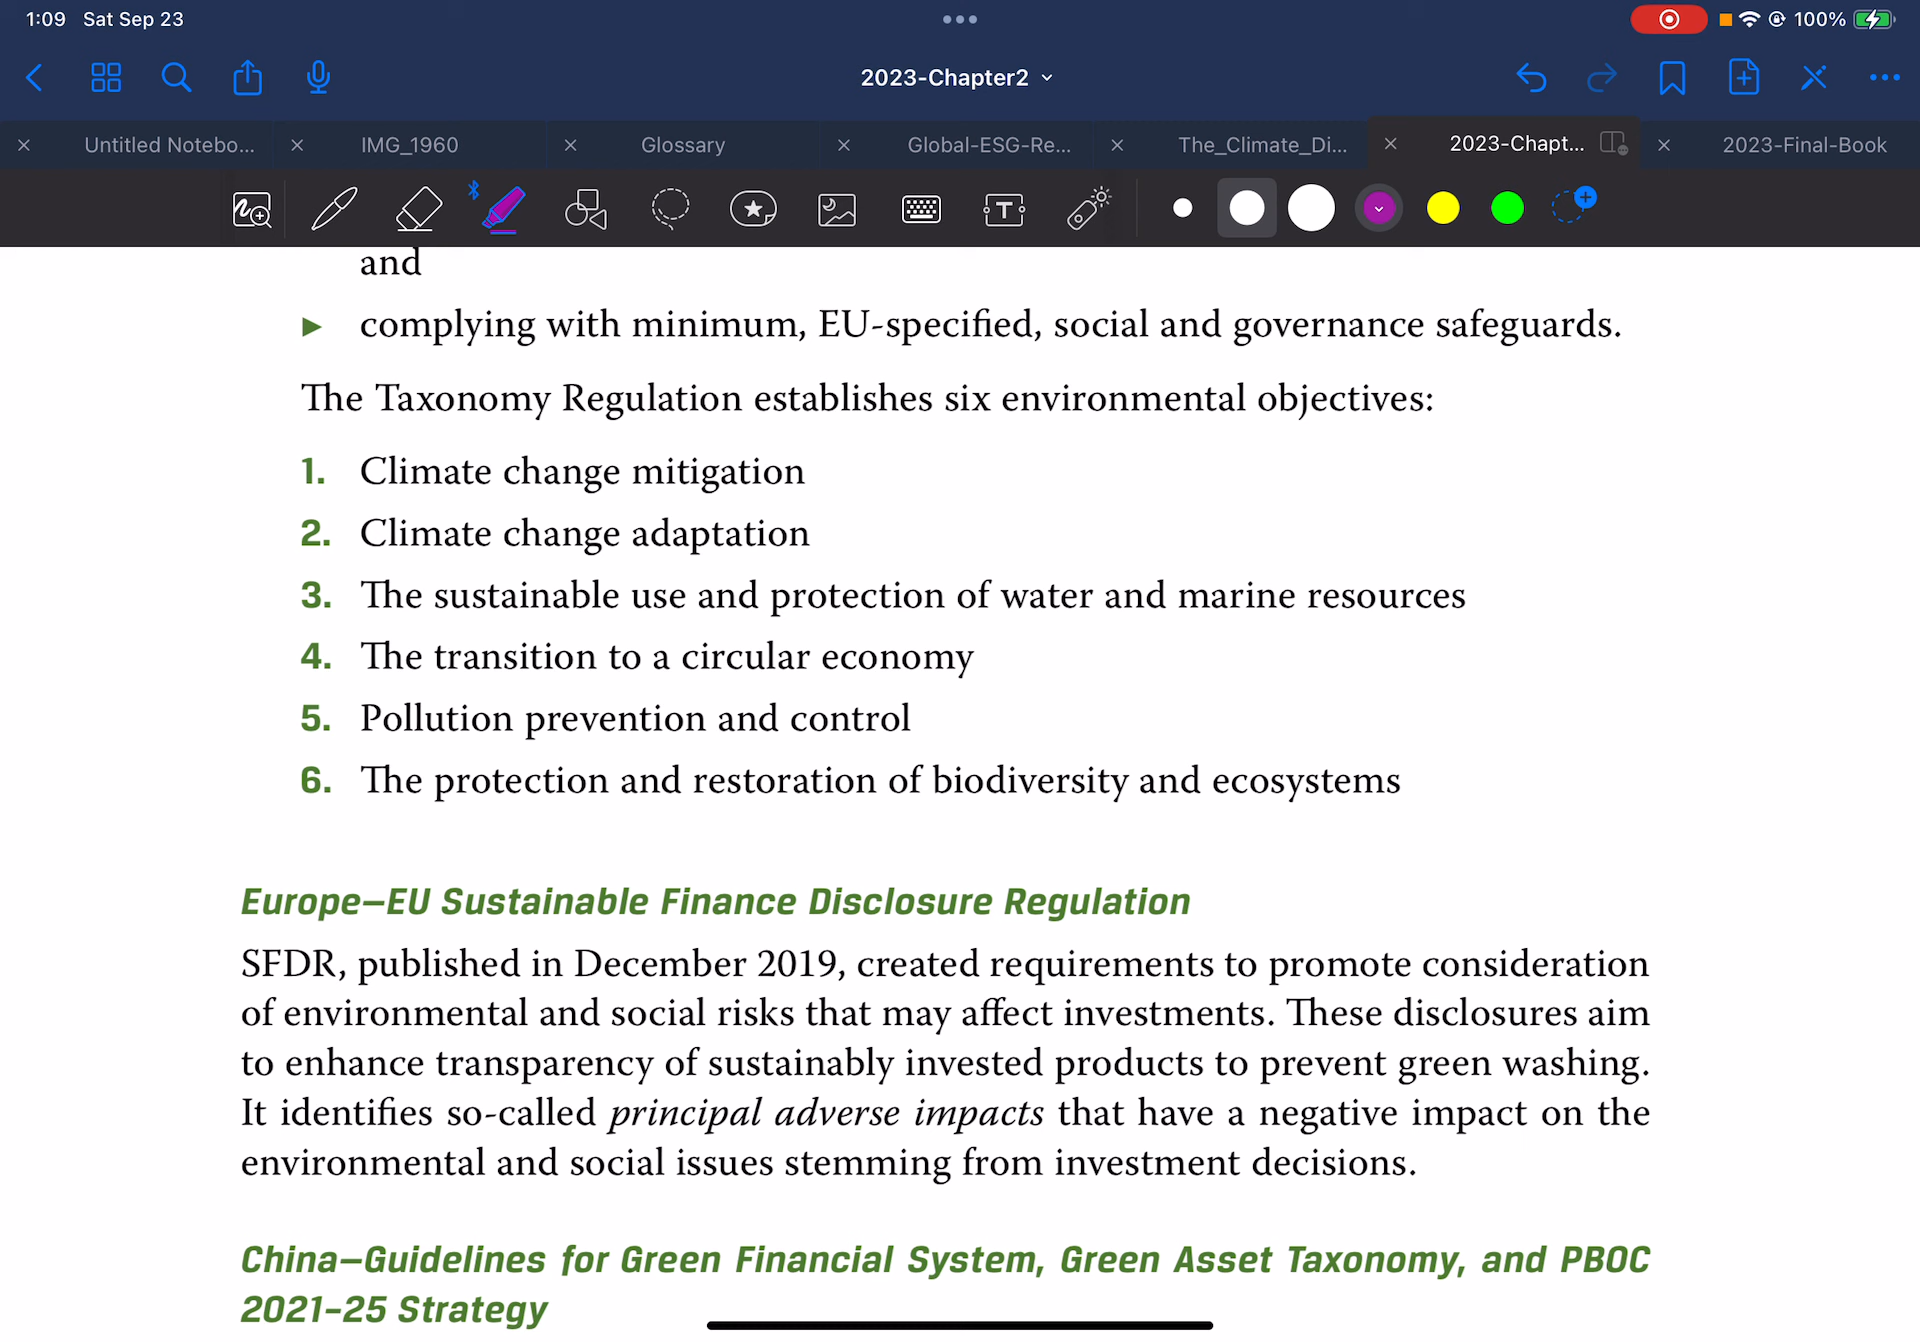 1:09 Sat Sep 23
100%
2023-Chapter2
Untitled Notebo...
IMG_1960
Glossary
Global-ESG-Re...
The_Climate_Di...
2023-Chapt...
2023-Final-Book
and
▶ complying with minimum, EU-specified, social and governance safeguards.
The Taxonomy Regulation establishes six environmental objectives:
1. Climate change mitigation
2. Climate change adaptation
3. The sustainable use and protection of water and marine resources
4. The transition to a circular economy
5. Pollution prevention and control
6. The protection and restoration of biodiversity and ecosystems
Europe—EU Sustainable Finance Disclosure Regulation
SFDR, published in December 2019, created requirements to promote consideration
of environmental and social risks that may affect investments. These disclosures aim
to enhance transparency of sustainably invested products to prevent green washing.
It identifies so-called principal adverse impacts that have a negative impact on the
environmental and social issues stemming from investment decisions.
China—Guidelines for Green Financial System, Green Asset Taxonomy, and PBOC
2021–25 Strategy